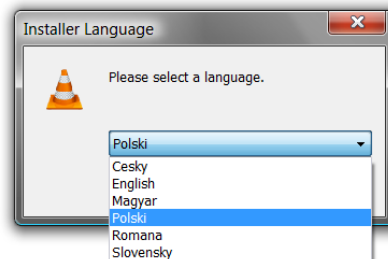 Installer Language
Please select a language.
Polski
Cesky
English
Magyar
Polski
Romana
Slovensky